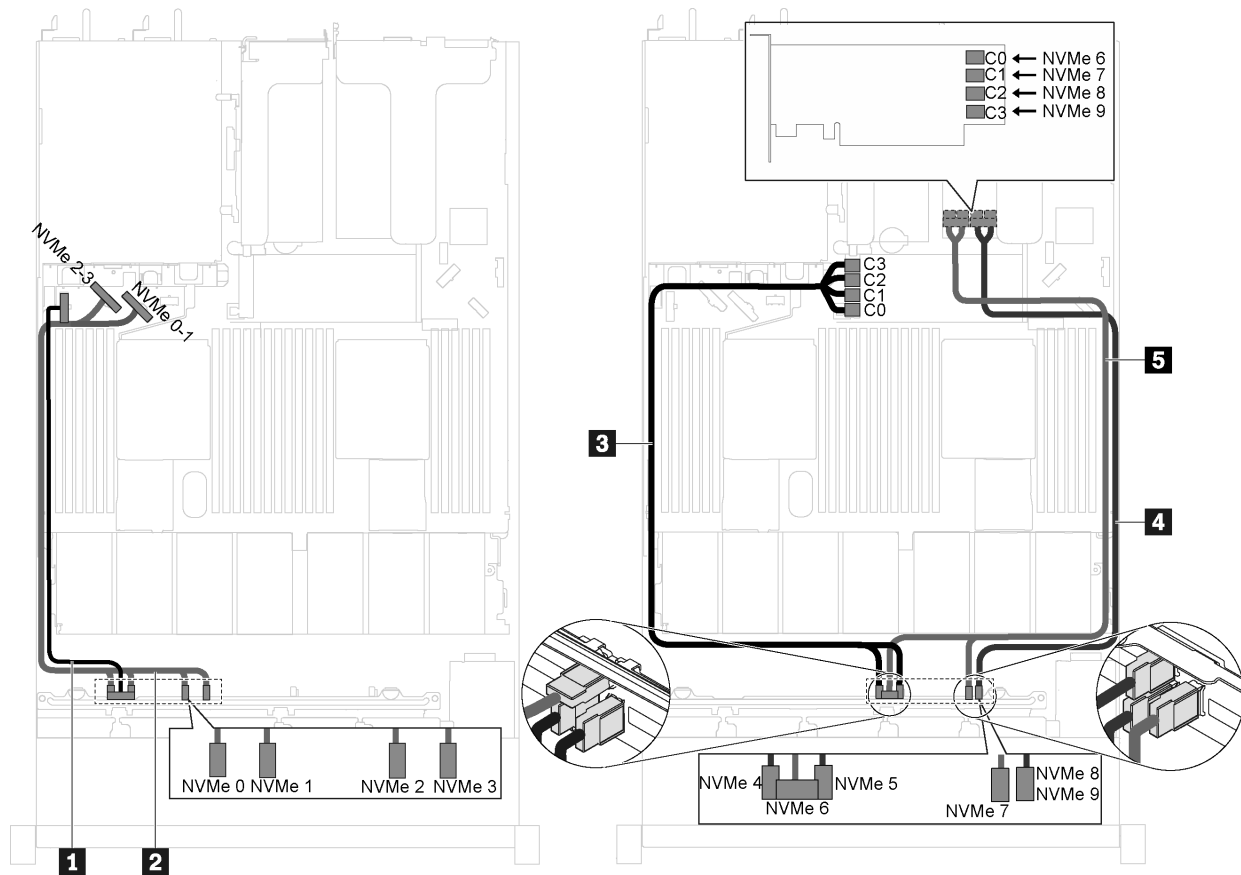 C0 ← NVMe 6
C1 ← NVMe 7
C2 ← NVMe 8
C3 ← NVMe 9
NVMe 2-3
NVMe 0-1
C3
C2
C1
C0
5
3
4
NVMe 0 NVMe 1 NVMe 2 NVMe 3
NVMe 4 NVMe 5
NVMe 6
NVMe 7
NVMe 8
NVMe 9
1 2